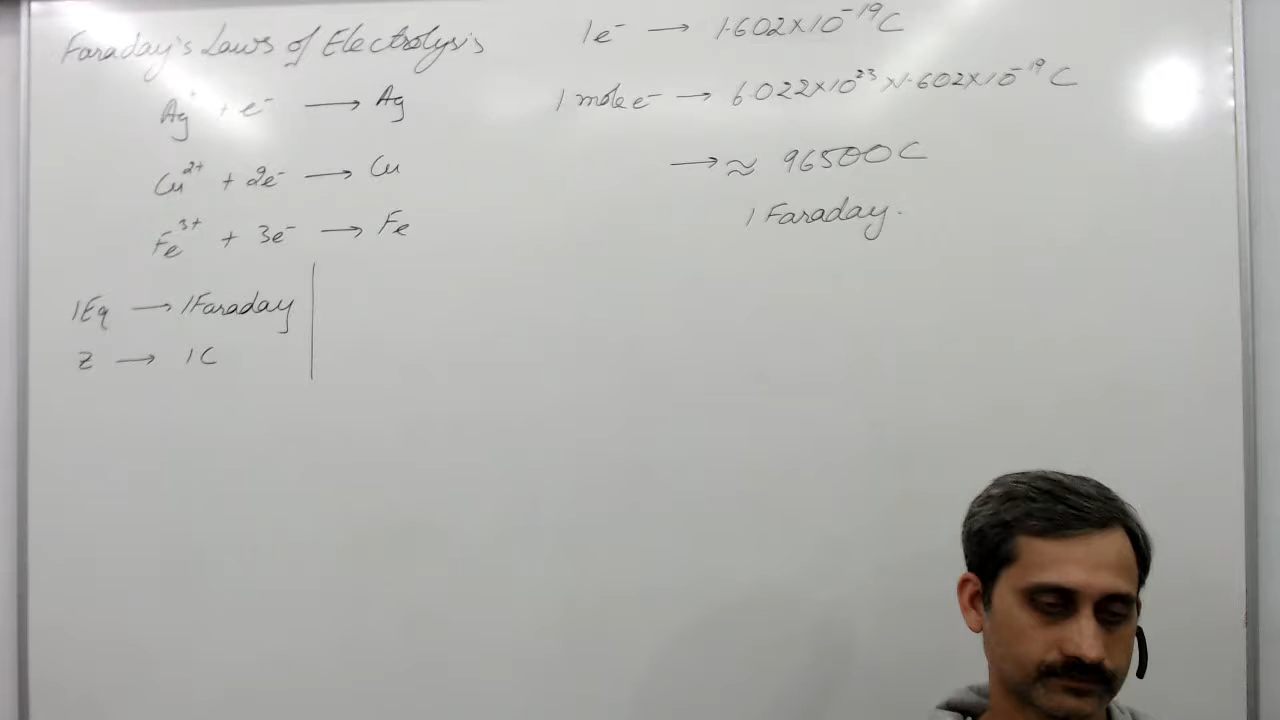 Faraday's Laws of Electrolysis
Ag⁺ + e⁻ → Ag
Cu²⁺ + 2e⁻ → Cu
Fe³⁺ + 3e⁻ → Fe
1Eq → 1Faraday
Z → 1C
1e⁻ → 1.602×10⁻¹⁹C
1 mole e⁻ → 6.022×10²³ × 1.602×10⁻¹⁹ C
→ ≈ 96500C
1 Faraday.